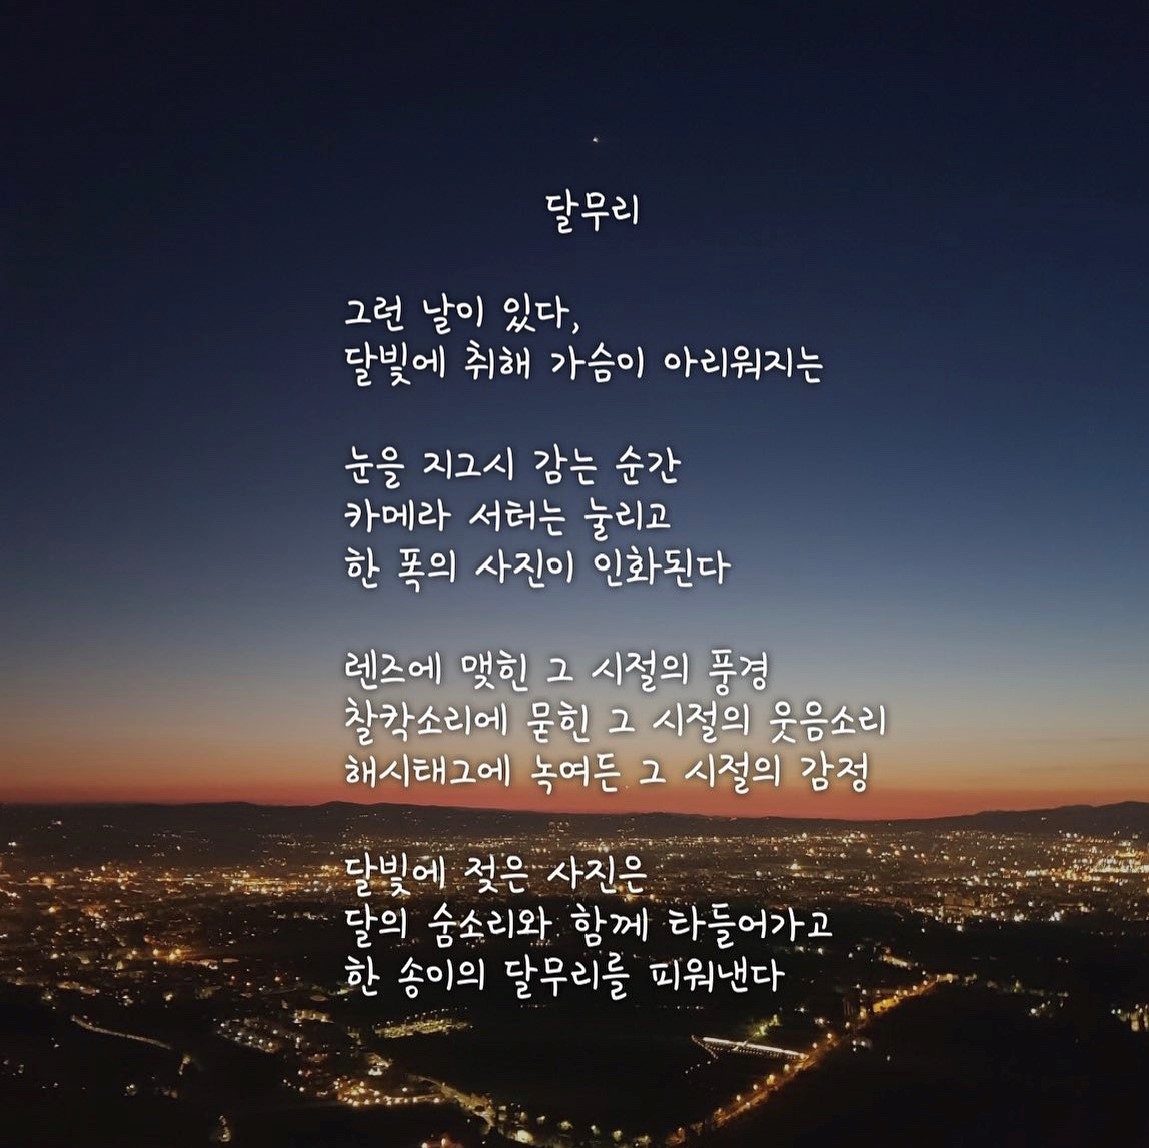 달무리
그런 날이 있다,
달빛에 취해 가슴이 아리워지는
눈을 지그시 감는 순간
카메라 셔터는 눌리고
한 폭의 사진이 인화된다
렌즈에 맺힌 그 시절의 풍경
찰칵소리에 묻힌 그 시절의 웃음소리
해시태그에 녹여든 그 시절의 감정
달빛에 젖은 사진은
달의 숨소리와 함께 타들어가고
한 송이의 달무리를 피워낸다